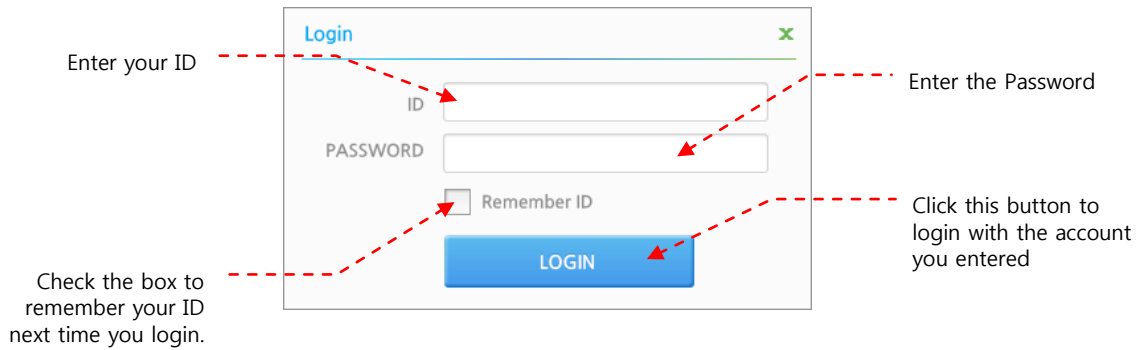 Login
x
Enter your ID
Enter the Password
ID
PASSWORD
Remember ID
Click this button to
login with the account
you entered
LOGIN
Check the box to
remember your ID
next time you login.